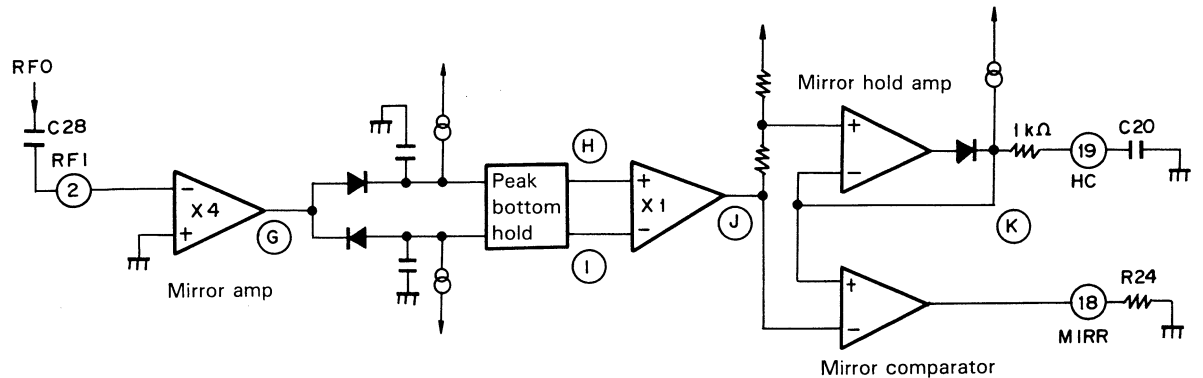 RFO
C28
RF1
2
−
X4
+
G
Mirror amp
Peak
bottom
hold
H
I
+
X1
−
J
Mirror hold amp
+
−
1kΩ
19
HC
C20
K
+
−
18
MIRR
R24
Mirror comparator